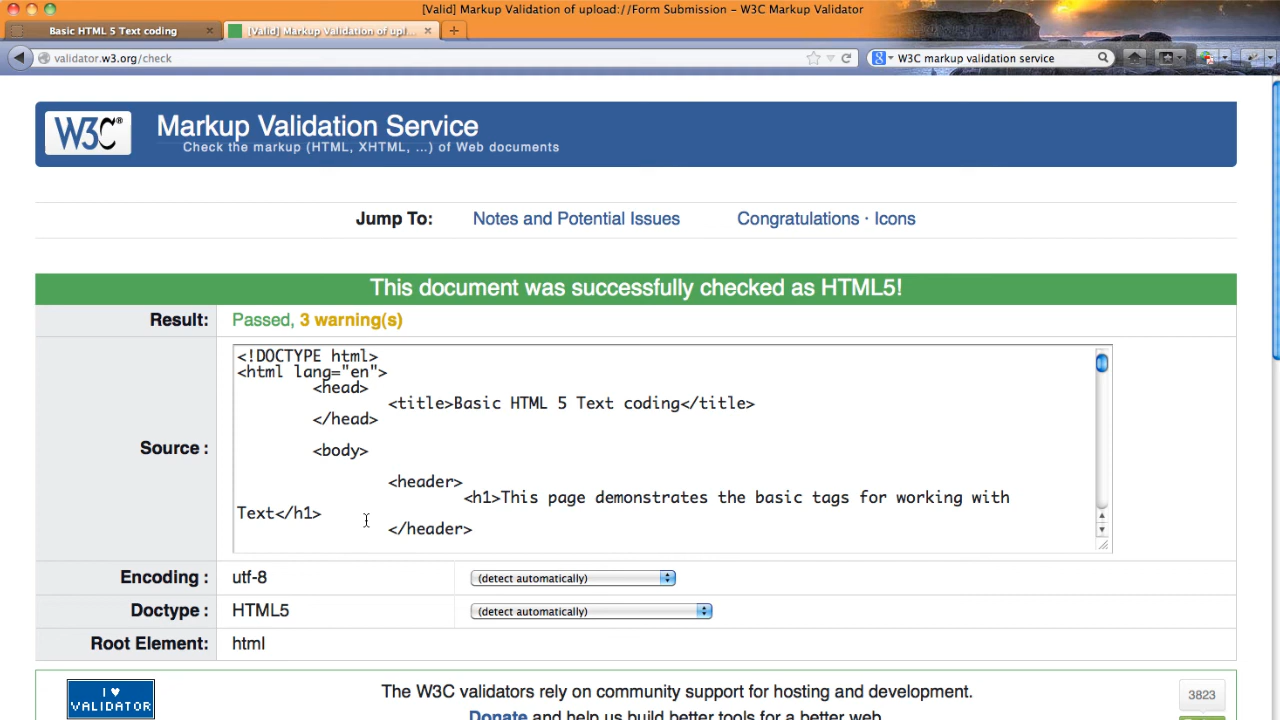 [Valid] Markup Validation of upload://Form Submission - W3C Markup Validator
Basic HTML 5 Text coding
[Valid] Markup Validation of upl...
validator.w3.org/check
W3C markup validation service
W3C®
Markup Validation Service
Check the markup (HTML, XHTML, …) of Web documents
Jump To: Notes and Potential Issues Congratulations · Icons
This document was successfully checked as HTML5!
Result: Passed, 3 warning(s)
Source :
<!DOCTYPE html>
<html lang="en">
<head>
<title>Basic HTML 5 Text coding</title>
</head>
<body>
<header>
<h1>This page demonstrates the basic tags for working with
Text</h1>
</header>
Encoding : utf-8 (detect automatically)
Doctype : HTML5 (detect automatically)
Root Element: html
I ♥
VALIDATOR
The W3C validators rely on community support for hosting and development.
Donate and help us build better tools for a better web.
3823